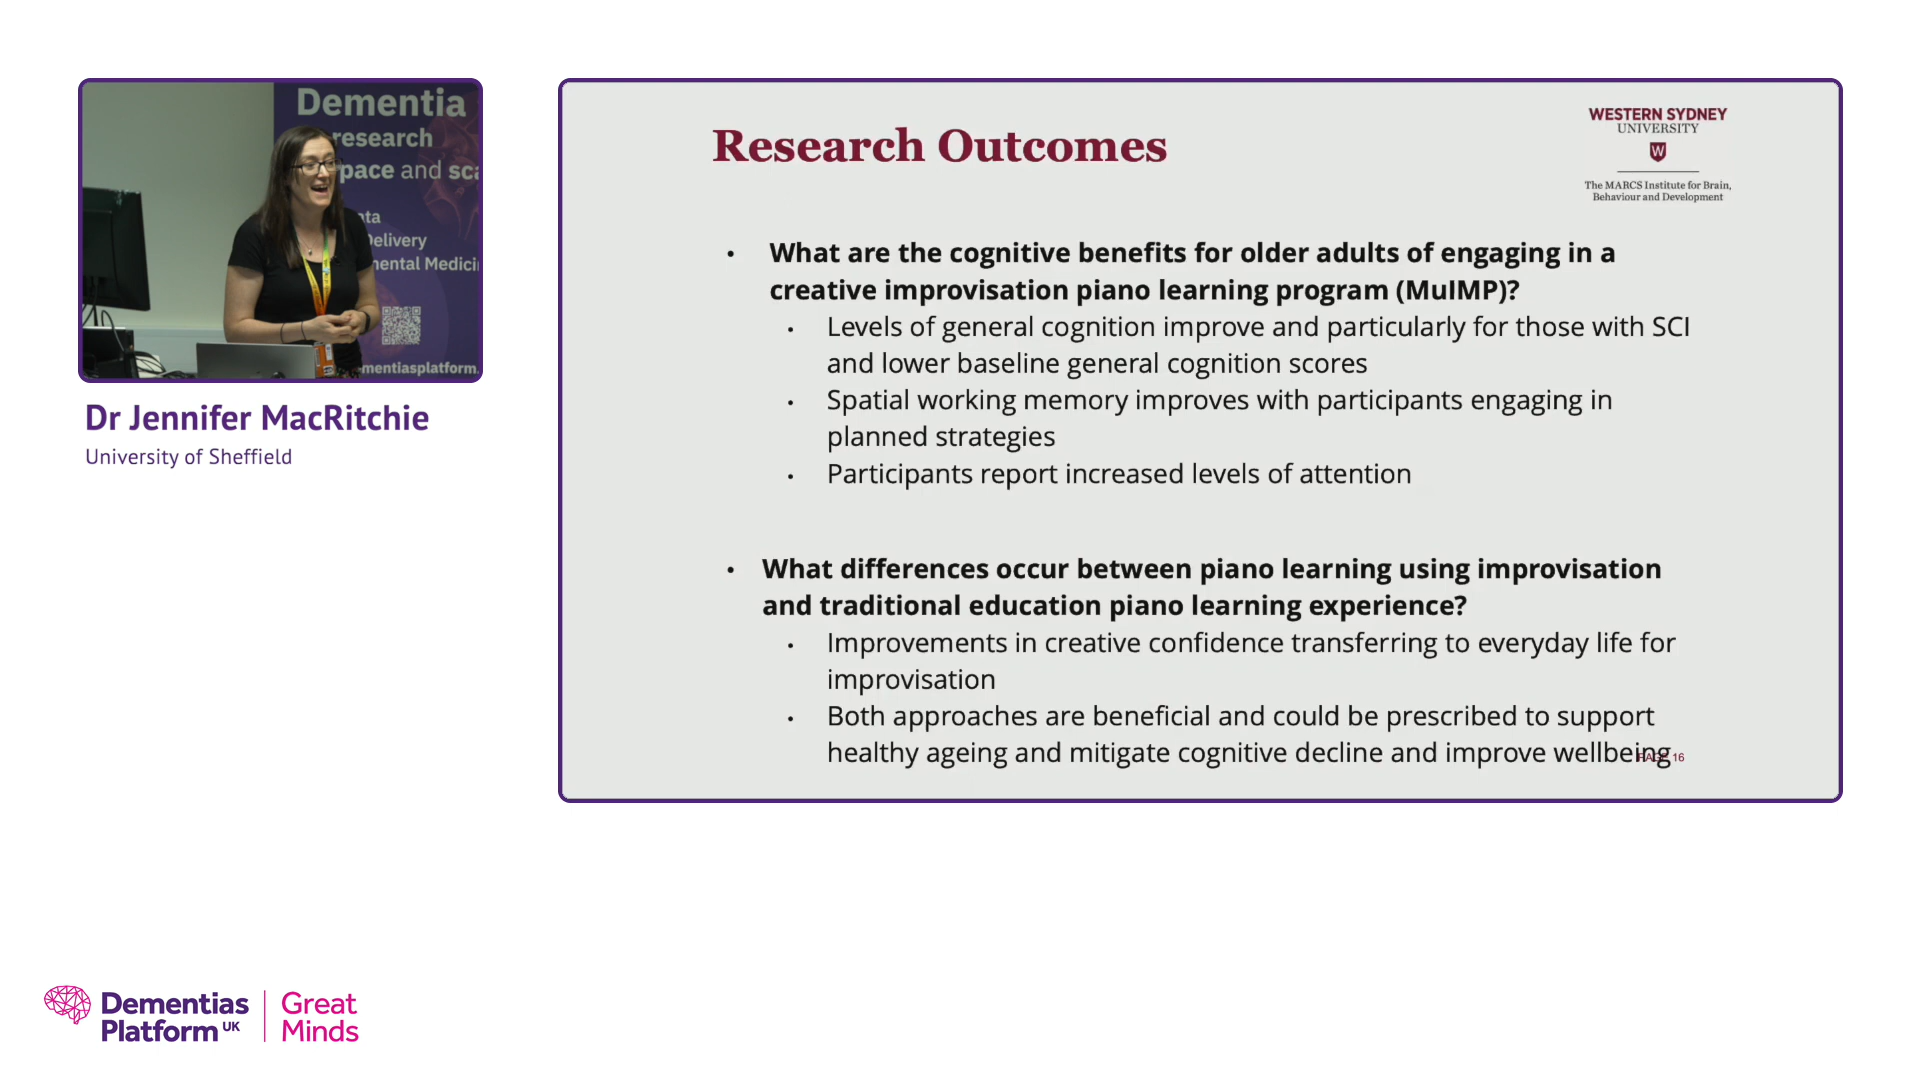 Dementia
research
pace and
ata
Delivery
mental
Dr Jennifer MacRitchie
University of Sheffield
WESTERN SYDNEY
UNIVERSITY
W
The MARCS Institute for Brain,
Behaviour and Development
Research Outcomes
• What are the cognitive benefits for older adults of engaging in a
creative improvisation piano learning program (MuIMP)?
• Levels of general cognition improve and particularly for those with SCI
and lower baseline general cognition scores
• Spatial working memory improves with participants engaging in
planned strategies
• Participants report increased levels of attention
• What differences occur between piano learning using improvisation
and traditional education piano learning experience?
• Improvements in creative confidence transferring to everyday life for
improvisation
• Both approaches are beneficial and could be prescribed to support
healthy ageing and mitigate cognitive decline and improve wellbeing
PAGE 16
Dementias
Platform UK
Great
Minds